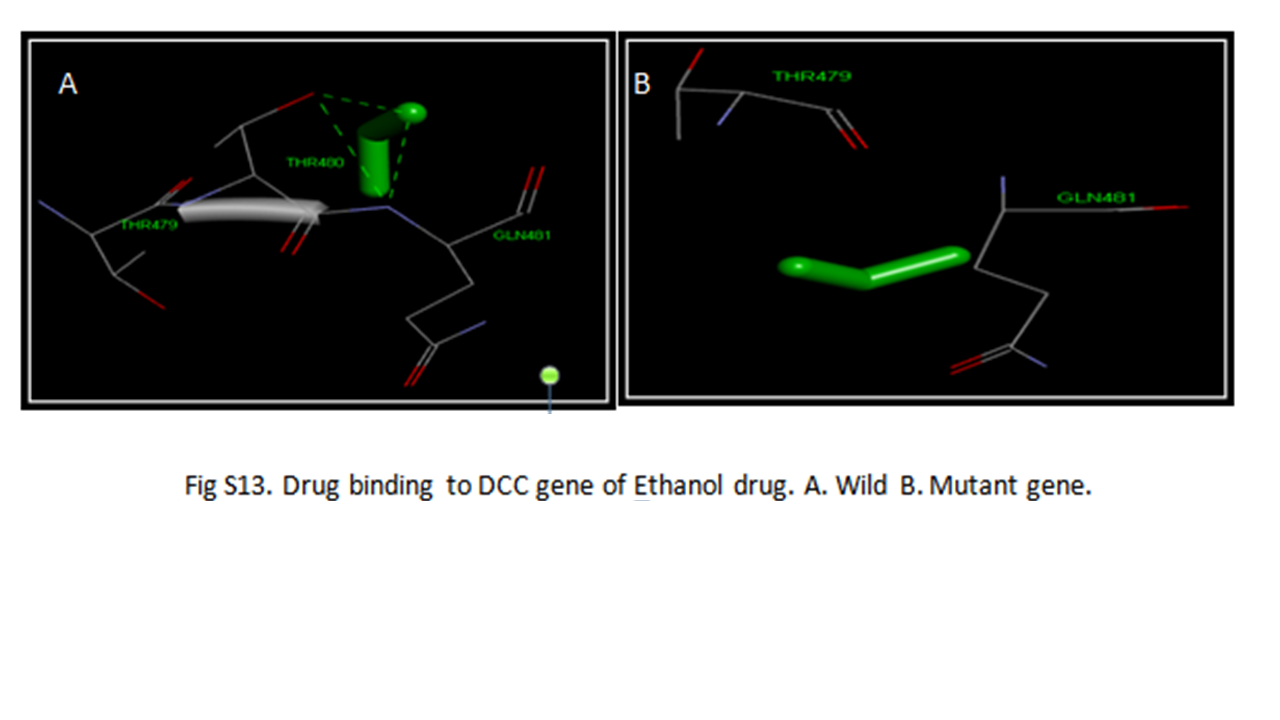 A
THR480
THR479
GLN481
B
THR479
GLN481
Fig S13. Drug binding to DCC gene of Ethanol drug. A. Wild B. Mutant gene.